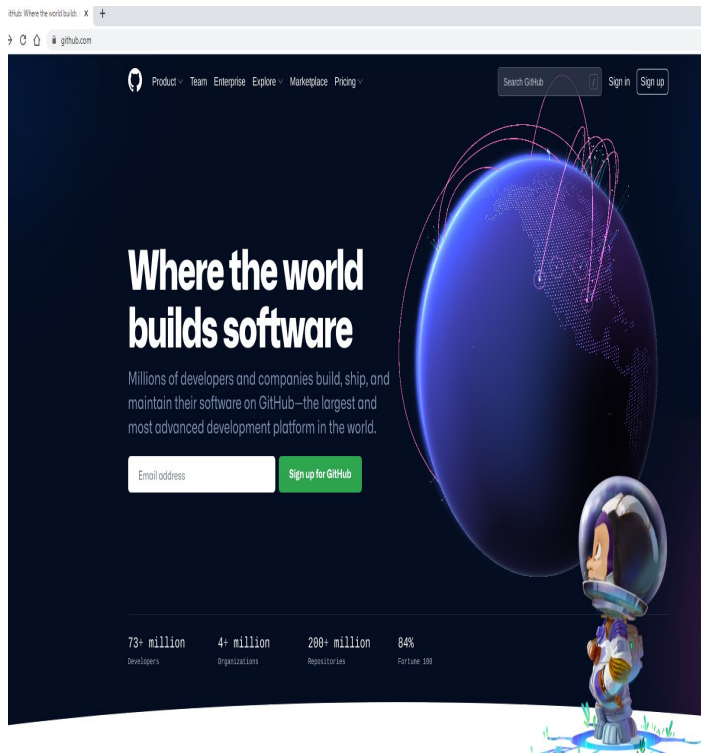 itHub: Where the world builds
github.com
Product Team Enterprise Explore Marketplace Pricing
Search GitHub /
Sign in Sign up
Where the world
builds software
Millions of developers and companies build, ship, and
maintain their software on GitHub—the largest and
most advanced development platform in the world.
Email address
Sign up for GitHub
73+ million 4+ million 200+ million 84%
Developers Organizations Repositories Fortune 100